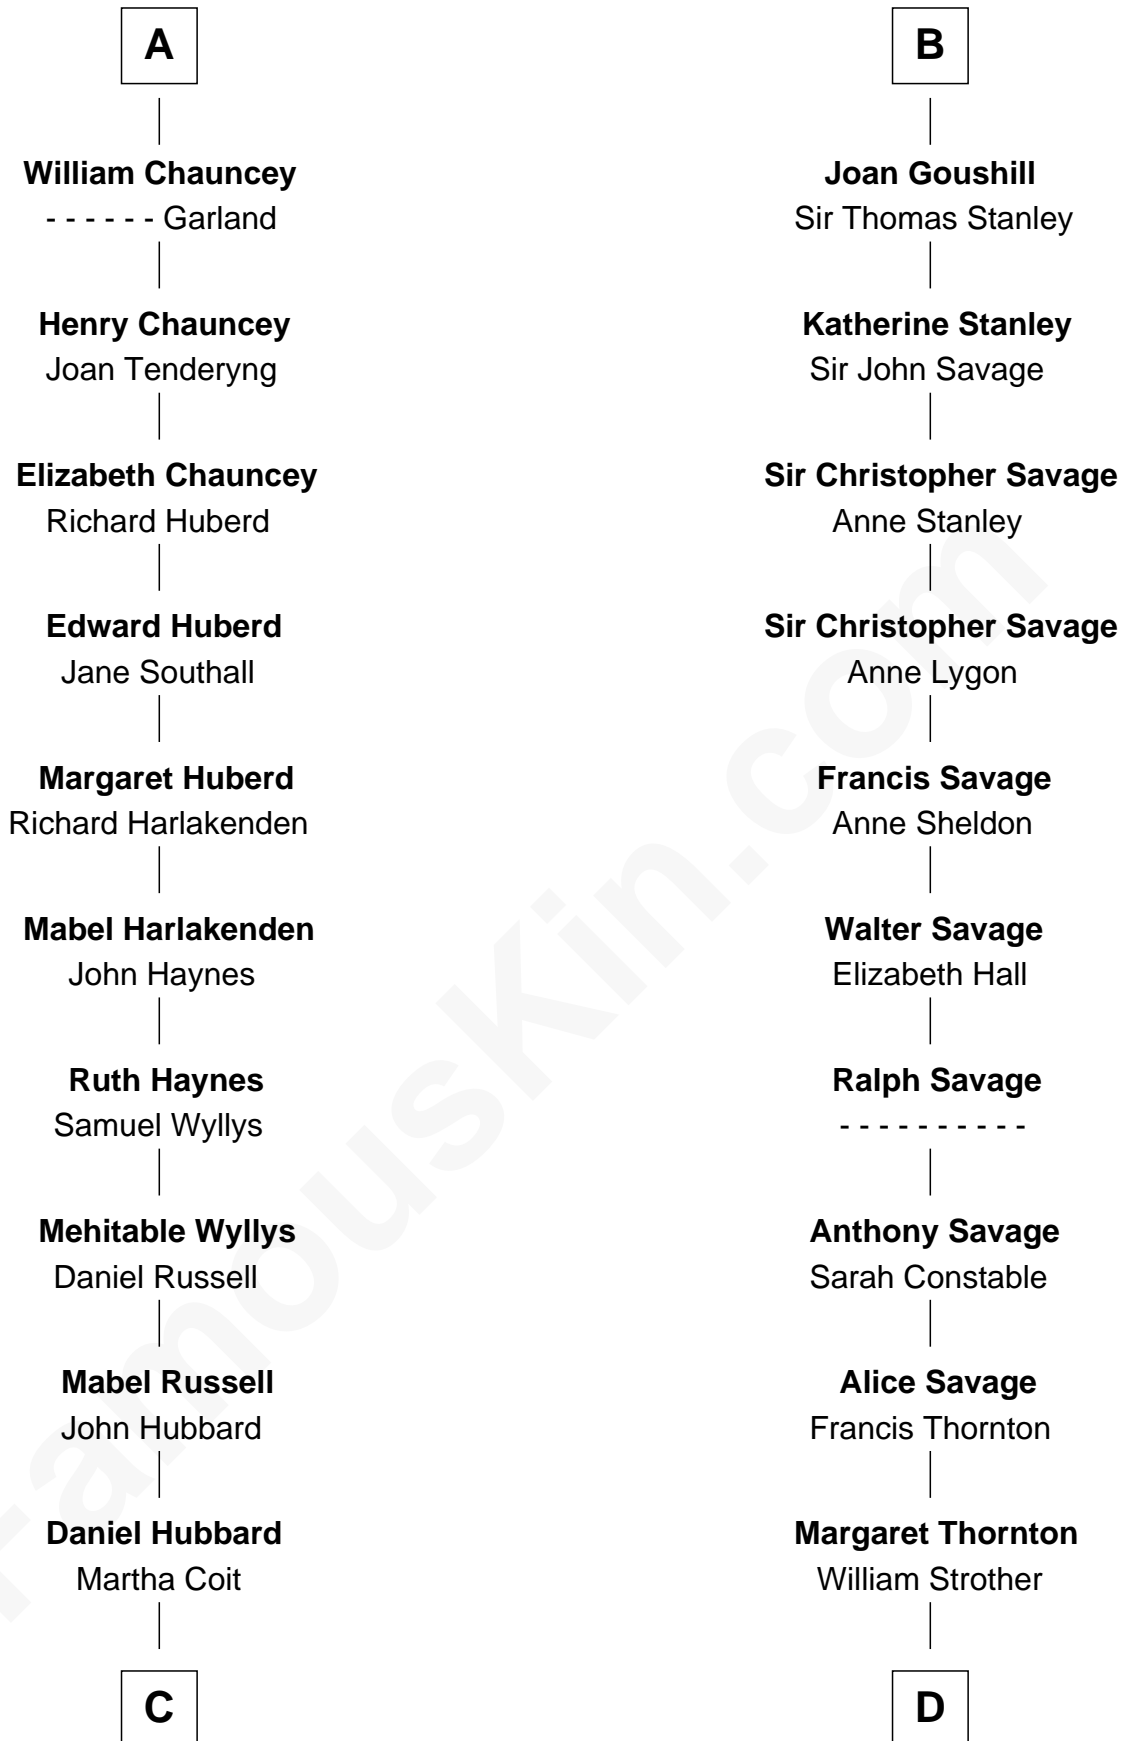 A
William Chauncey
- - - - - - Garland
Henry Chauncey
Joan Tenderyng
Elizabeth Chauncey
Richard Huberd
Edward Huberd
Jane Southall
Margaret Huberd
Richard Harlakenden
Mabel Harlakenden
John Haynes
Ruth Haynes
Samuel Wyllys
Mehitable Wyllys
Daniel Russell
Mabel Russell
John Hubbard
Daniel Hubbard
Martha Coit
C
B
Joan Goushill
Sir Thomas Stanley
Katherine Stanley
Sir John Savage
Sir Christopher Savage
Anne Stanley
Sir Christopher Savage
Anne Lygon
Francis Savage
Anne Sheldon
Walter Savage
Elizabeth Hall
Ralph Savage
- - - - - - - - - -
Anthony Savage
Sarah Constable
Alice Savage
Francis Thornton
Margaret Thornton
William Strother
D
FamousKin.com